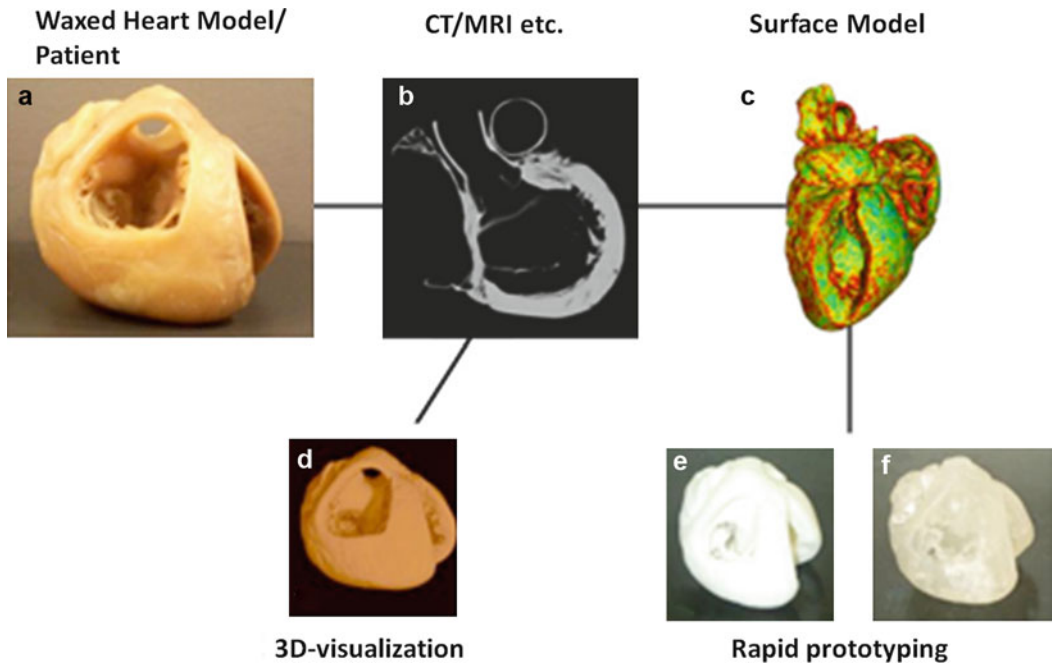 Waxed Heart Model/
Patient
CT/MRI etc.
Surface Model
a
b
c
d
e
f
3D-visualization
Rapid prototyping